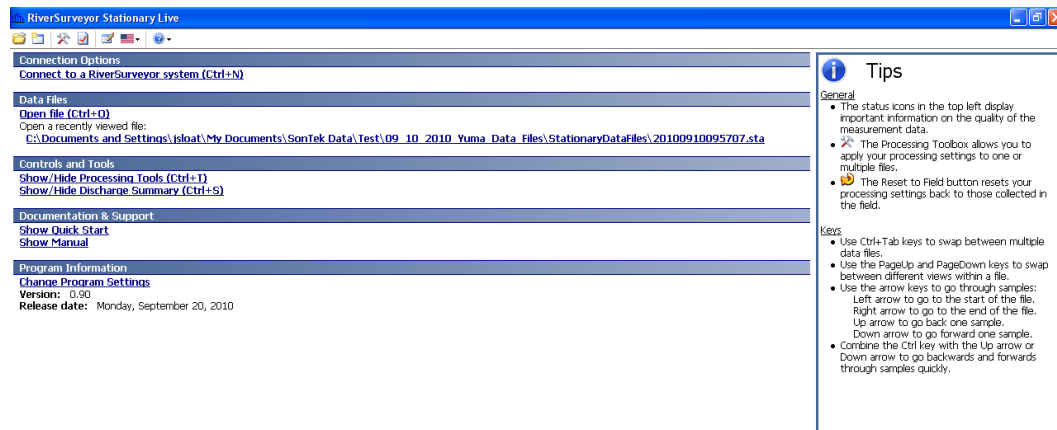 RiverSurveyor Stationary Live
Connection Options
Connect to a RiverSurveyor system (Ctrl+N)
Data Files
Open file (Ctrl+O)
Open a recently viewed file:
C:\Documents and Settings\jsloat\My Documents\SonTek Data\Test\09_10_2010_Yuma_Data_Files\StationaryDataFiles\20100910095707.sta
Controls and Tools
Show/Hide Processing Tools (Ctrl+T)
Show/Hide Discharge Summary (Ctrl+S)
Documentation & Support
Show Quick Start
Show Manual
Program Information
Change Program Settings
Version: 0.90
Release date: Monday, September 20, 2010
Tips
General
The status icons in the top left display
important information on the quality of the
measurement data.
The Processing Toolbox allows you to
apply your processing settings to one or
multiple files.
The Reset to Field button resets your
processing settings back to those collected in
the field.
Keys
Use Ctrl+Tab keys to swap between multiple
data files.
Use the PageUp and PageDown keys to swap
between different views within a file.
Use the arrow keys to go through samples:
Left arrow to go to the start of the file.
Right arrow to go to the end of the file.
Up arrow to go back one sample.
Down arrow to go forward one sample.
Combine the Ctrl key with the Up arrow or
Down arrow to go backwards and forwards
through samples quickly.